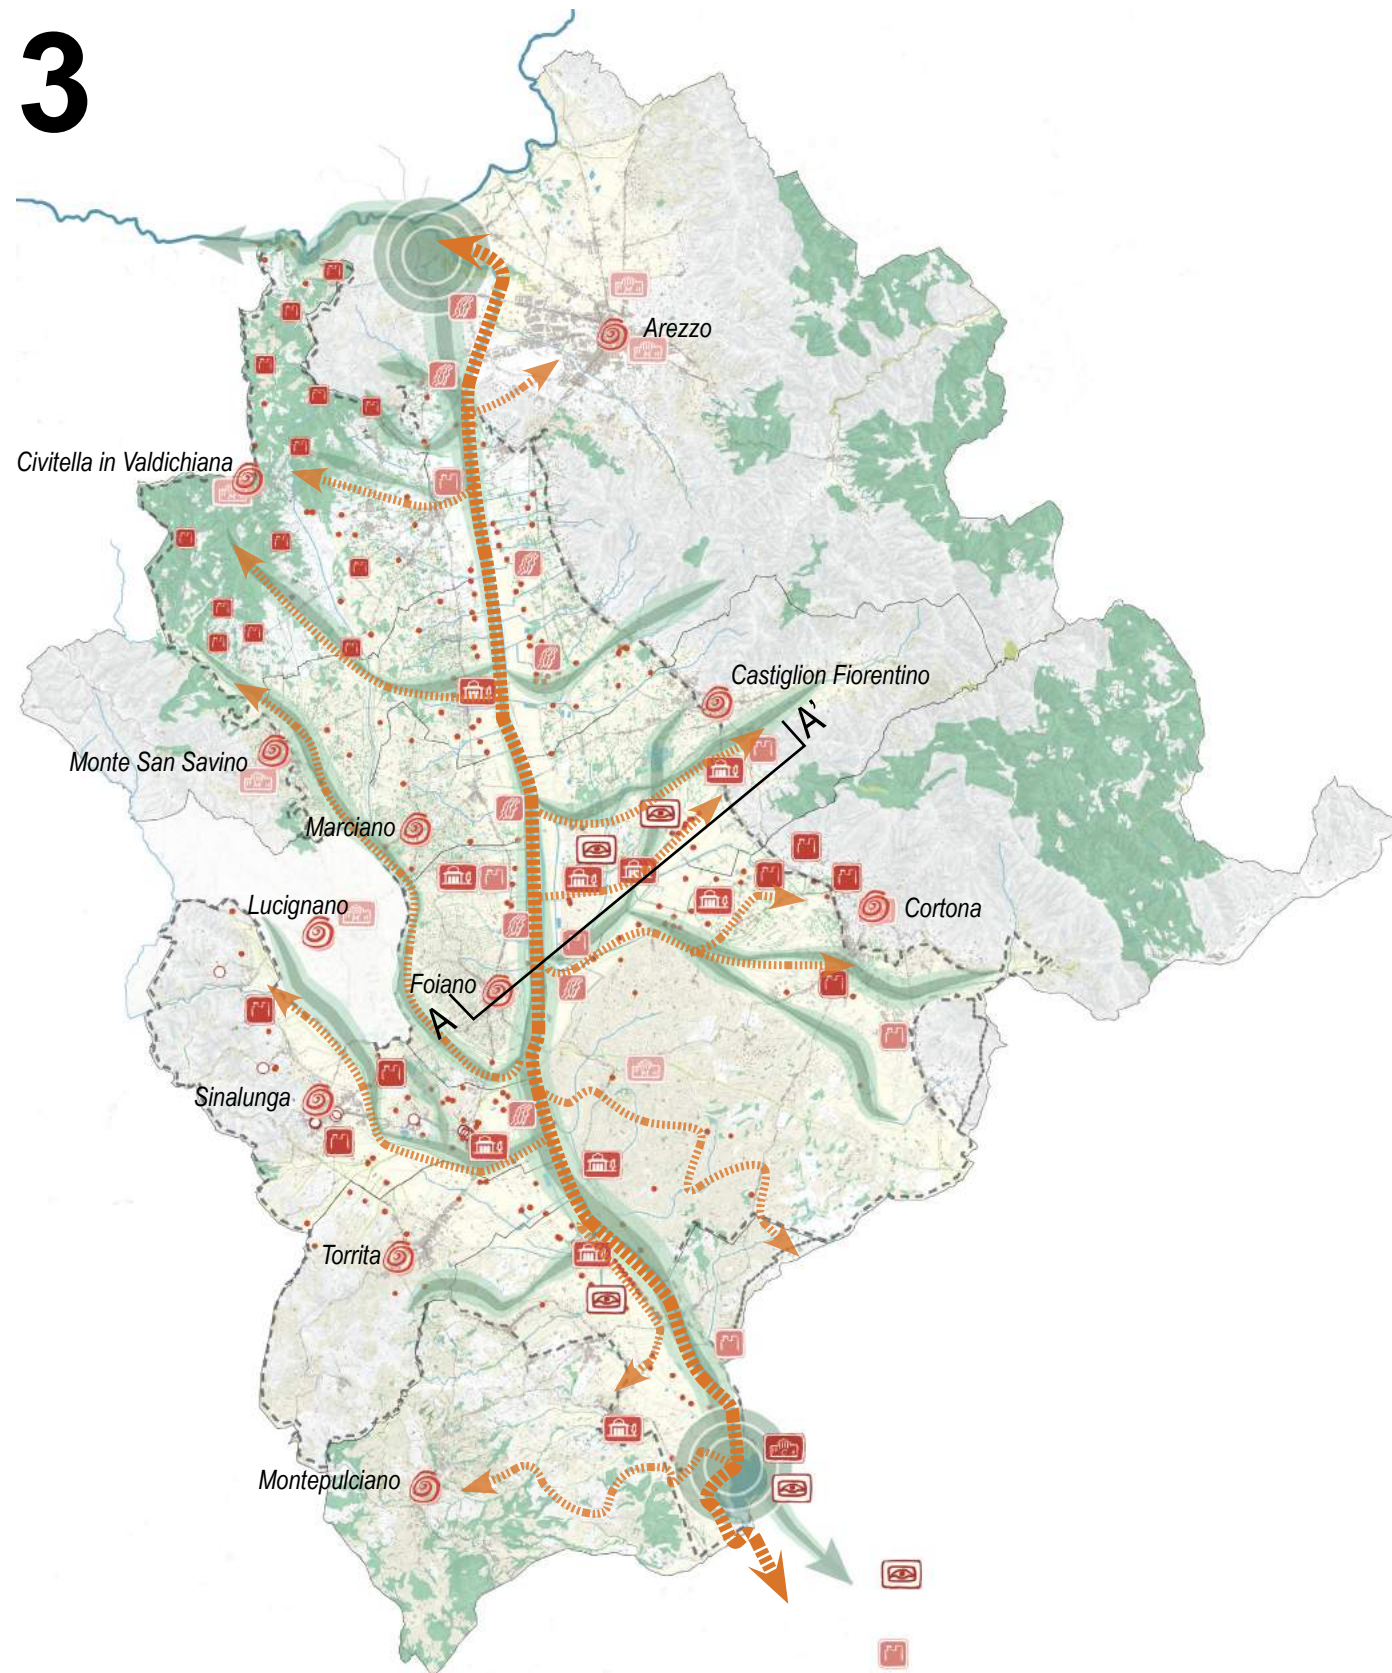 3
Arezzo
Civitella in Valdichiana
Castiglion Fiorentino
A'
Monte San Savino
Marciano
Lucignano
Cortona
Foiano
A
Sinalunga
Torrita
Montepulciano